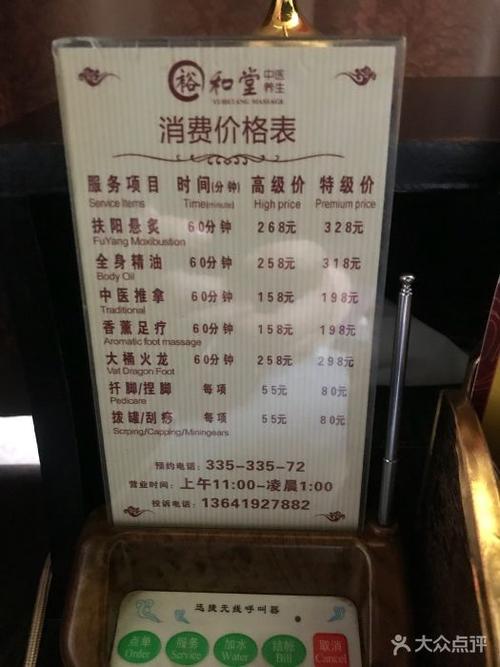 裕和堂 中医养生
YUHETANG MASSAGE
消费价格表
服务项目 时间(分钟) 高级价 特级价
Service Items Time(minute) High price Premium price
扶阳悬灸 60分钟 268元 328元
FuYang Moxibustion
全身精油 60分钟 258元 318元
Body Oil
中医推拿 60分钟 158元 198元
Traditional
香薰足疗 60分钟 158元 198元
Aromatic foot massage
大桶火龙 60分钟 258元 298元
Vat Dragon Foot
扦脚/捏脚 每项 55元 80元
Pedicare
拨罐/刮痧 每项 55元 80元
Scrping/Capping/Miningears
预约电话: 335-335-72
营业时间: 上午11:00-凌晨1:00
投诉电话: 13641927882
迅捷无线呼叫器
点单 服务 加水 结帐 取消
Order Service Water Bill Cancel
大众点评